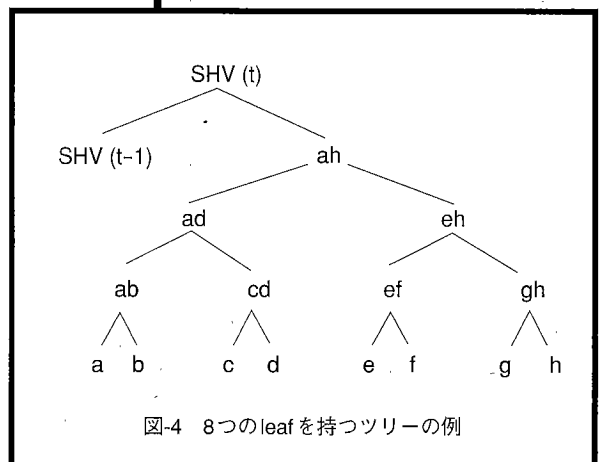 SHV (t)
SHV (t-1) ah
ad eh
ab cd ef gh
a b c d e f g h
図-4 8つのleafを持つツリーの例